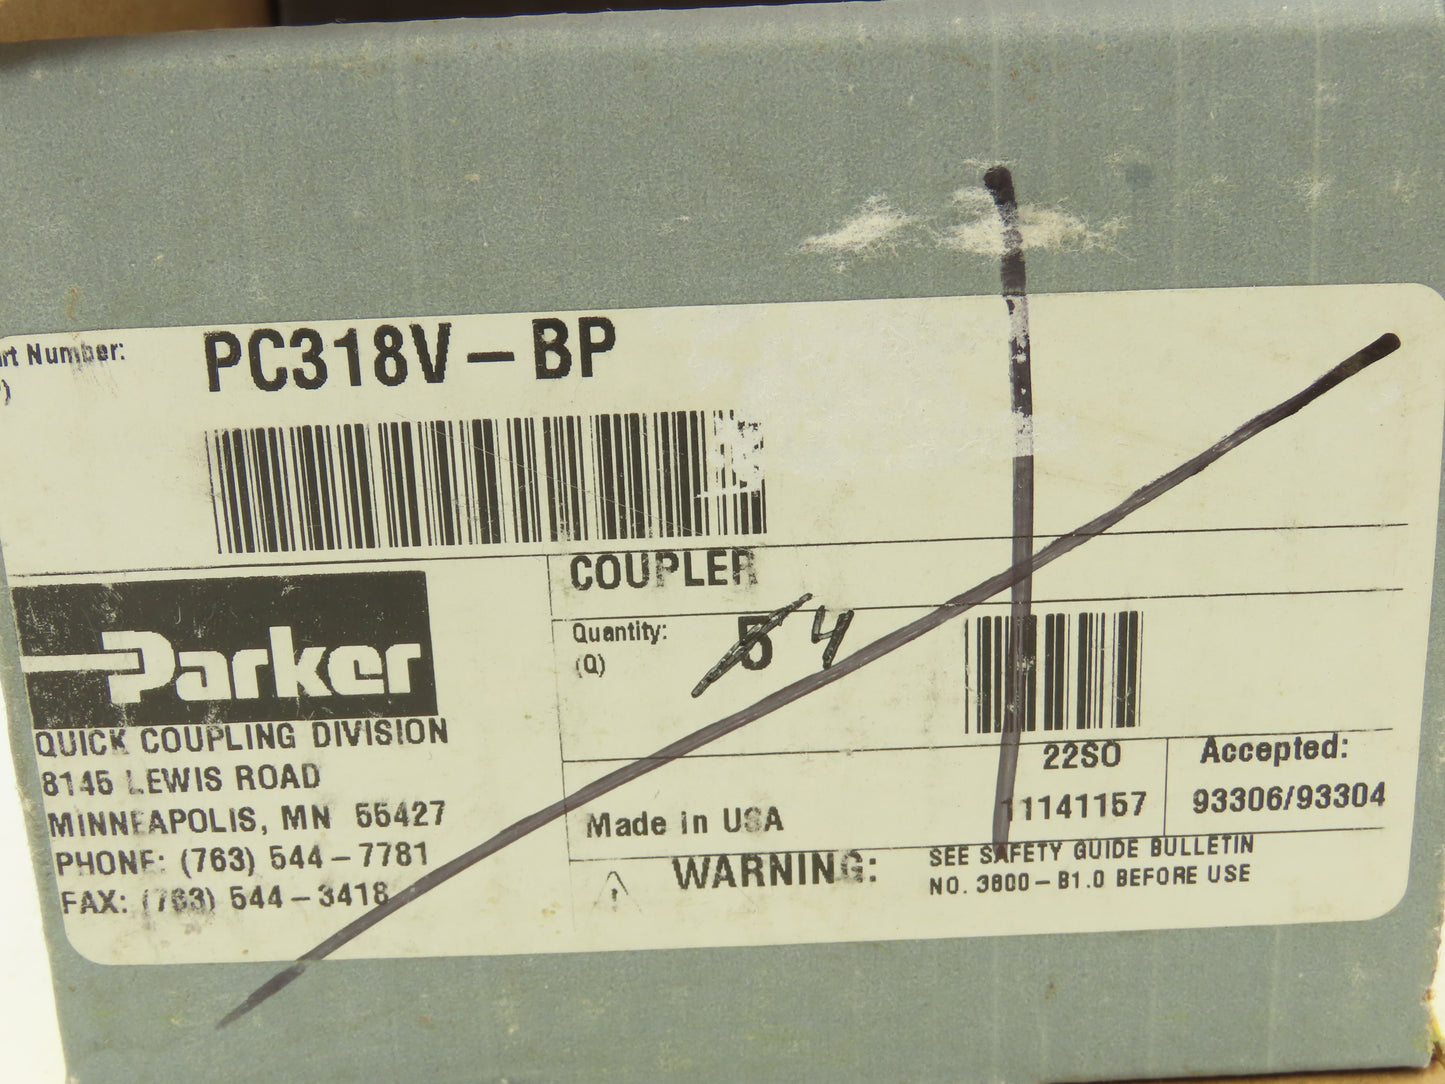 Number: PC318V-BP
COUPLER
Parker
Quantity: 5 4
(Q)
QUICK COUPLING DIVISION
8145 LEWIS ROAD
MINNEAPOLIS, MN 55427
PHONE: (763) 544-7781
FAX: (763) 544-3418
22SO
Accepted:
Made in USA
11141157
93306/93304
WARNING:
SEE SAFETY GUIDE BULLETIN
NO. 3800-B1.0 BEFORE USE